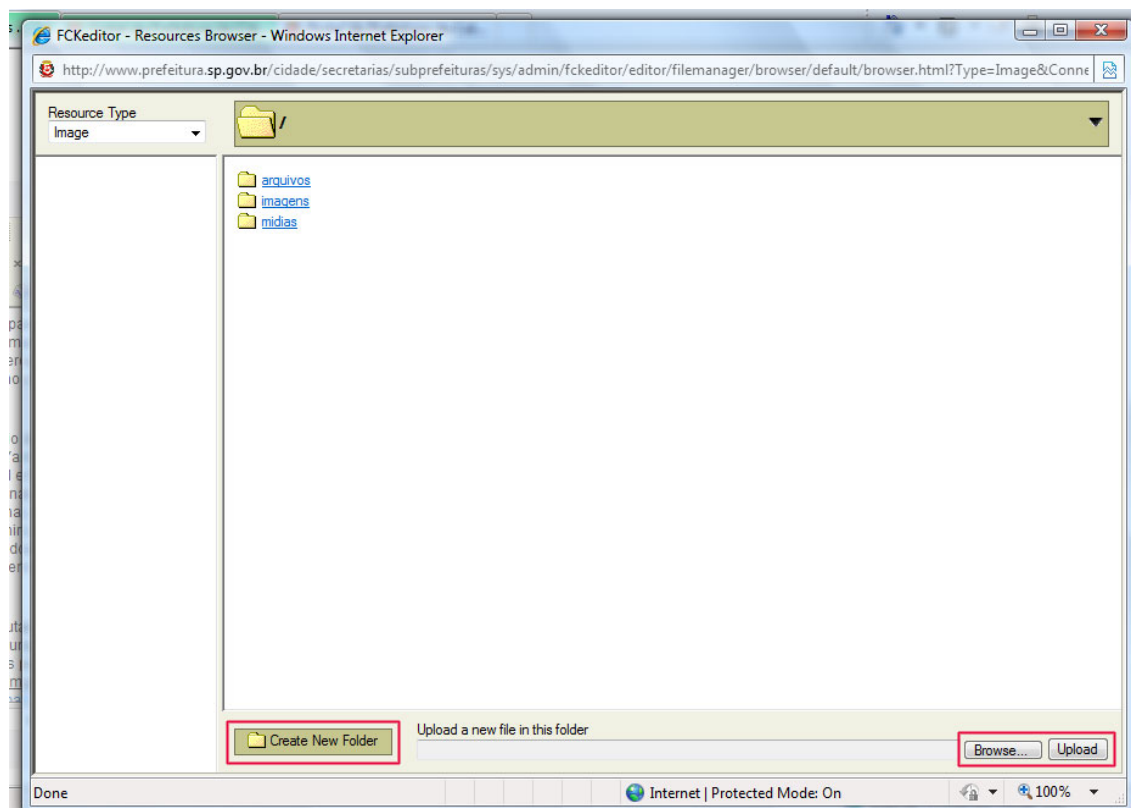 FCKeditor - Resources Browser - Windows Internet Explorer
http://www.prefeitura.sp.gov.br/cidade/secretarias/subprefeituras/sys/admin/fckeditor/editor/filemanager/browser/default/browser.html?Type=Image&Conne
Resource Type
Image
/
arquivos
imagens
midias
Create New Folder
Upload a new file in this folder
Browse... Upload
Done
Internet | Protected Mode: On
100%